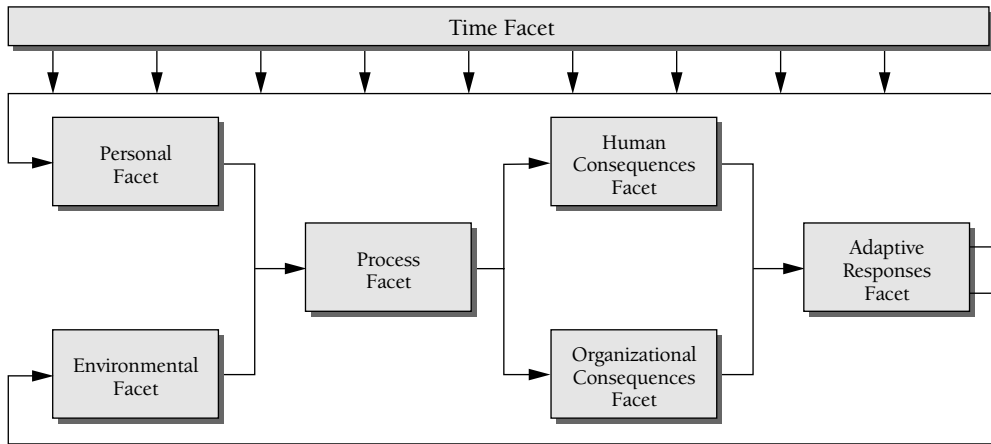 Time Facet
Personal
Facet
Human
Consequences
Facet
Process
Facet
Adaptive
Responses
Facet
Environmental
Facet
Organizational
Consequences
Facet